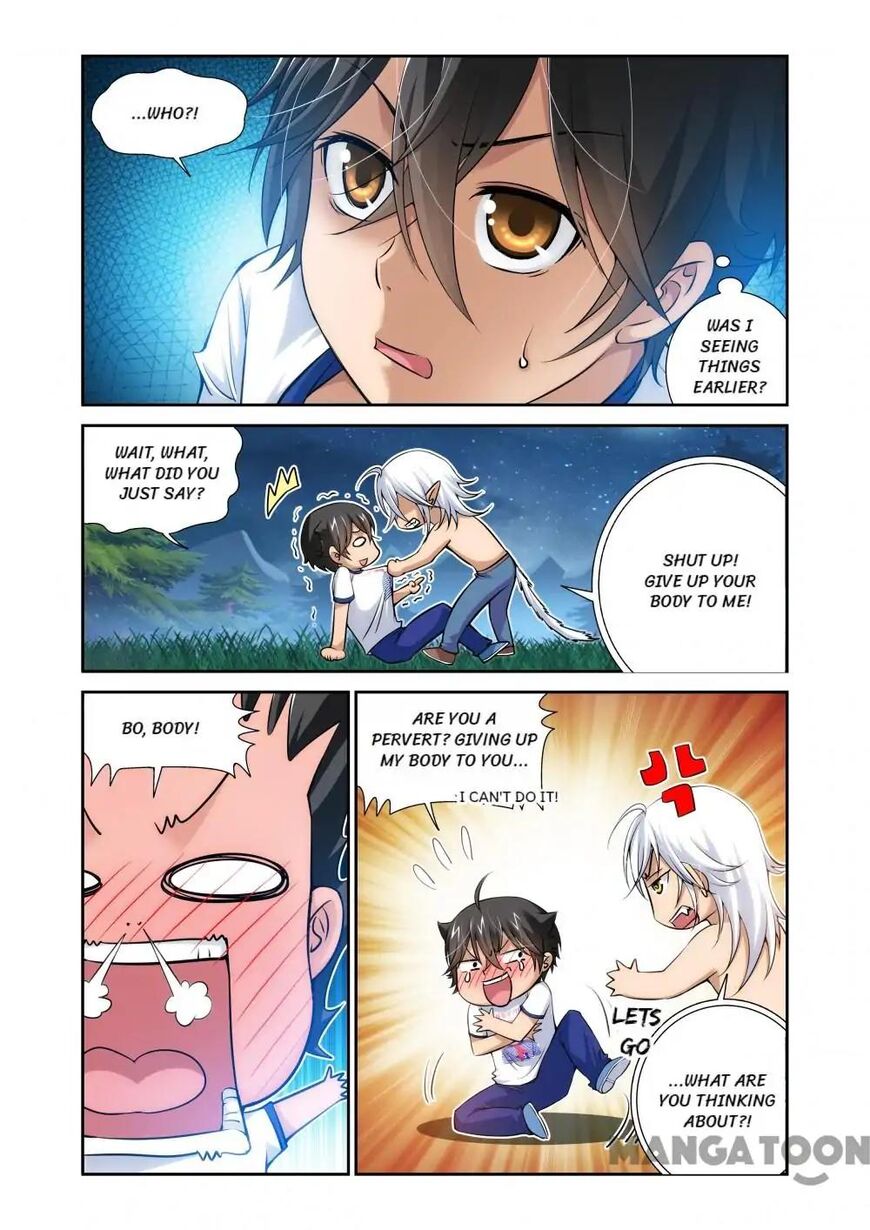 ...WHO?!
WAS I
SEEING
THINGS
EARLIER?
WAIT, WHAT,
WHAT DID YOU
JUST SAY?
SHUT UP!
GIVE UP YOUR
BODY TO ME!
BO, BODY!
ARE YOU A
PERVERT? GIVING UP
MY BODY TO YOU...
I CAN'T DO IT!
LETS
GO
...WHAT ARE
YOU THINKING
ABOUT?!
MANGATOON